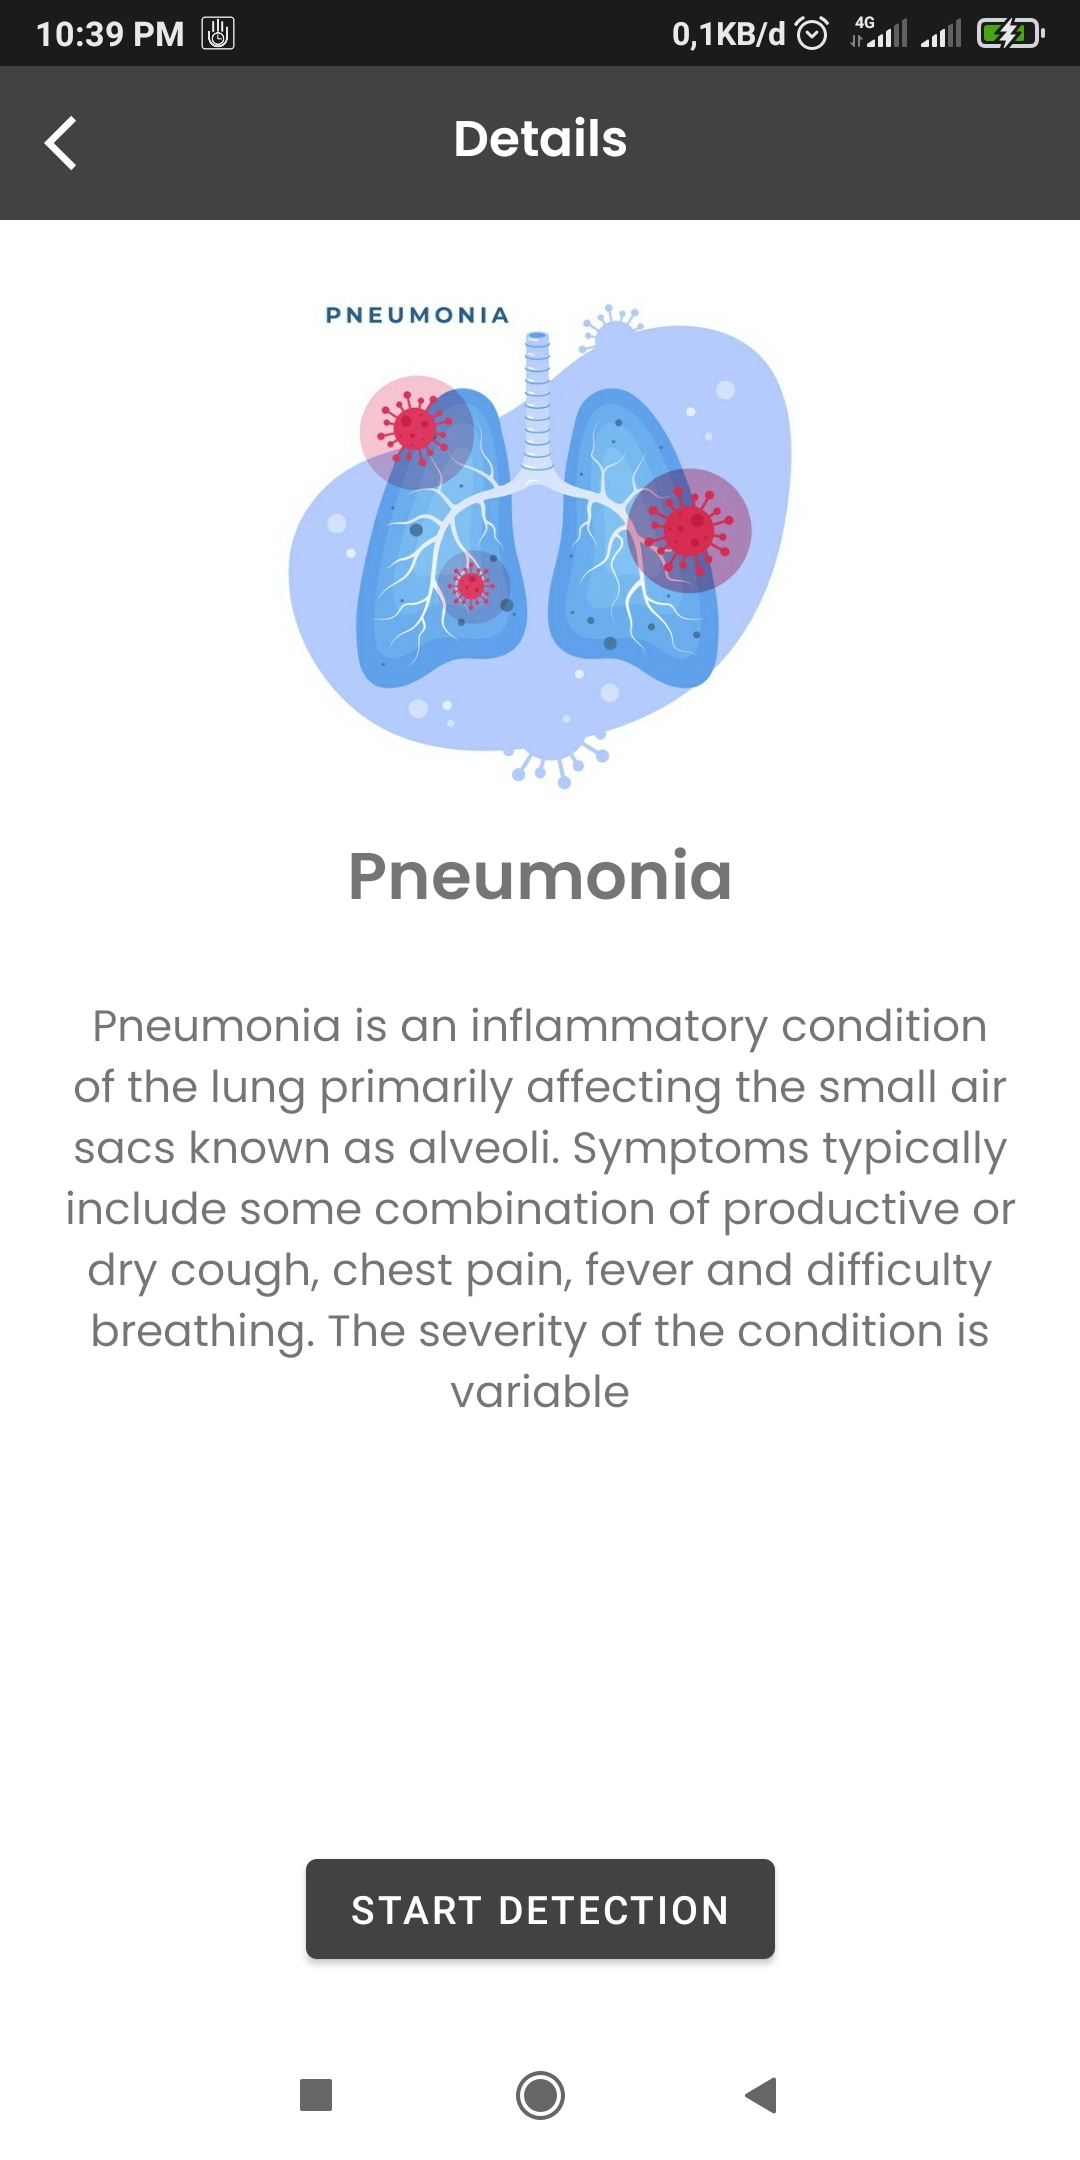 10:39 PM 0,1KB/d 4G
Details
PNEUMONIA
Pneumonia
Pneumonia is an inflammatory condition
of the lung primarily affecting the small air
sacs known as alveoli. Symptoms typically
include some combination of productive or
dry cough, chest pain, fever and difficulty
breathing. The severity of the condition is
variable
START DETECTION